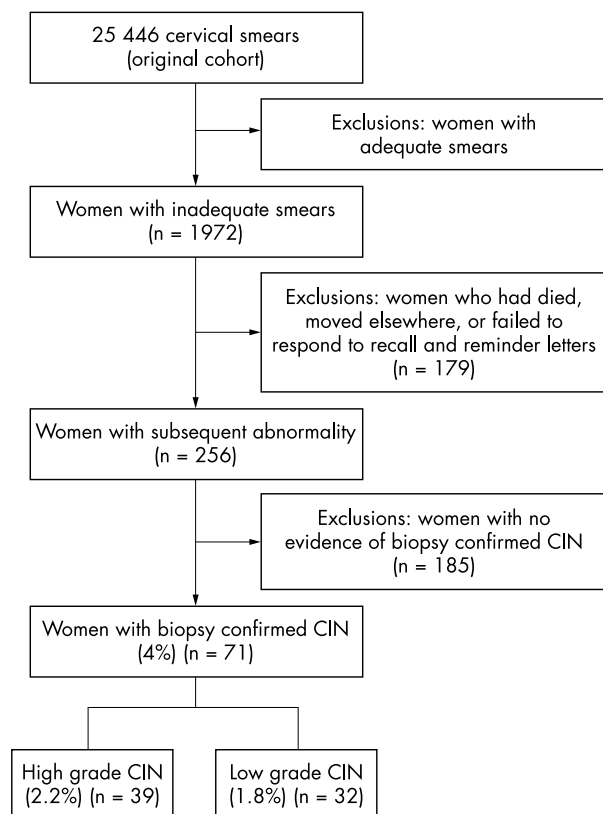 25 446 cervical smears
(original cohort)
Exclusions: women with
adequate smears
Women with inadequate smears
(n = 1972)
Exclusions: women who had died,
moved elsewhere, or failed to
respond to recall and reminder letters
(n = 179)
Women with subsequent abnormality
(n = 256)
Exclusions: women with no
evidence of biopsy confirmed CIN
(n = 185)
Women with biopsy confirmed CIN
(4%) (n = 71)
High grade CIN
(2.2%) (n = 39)
Low grade CIN
(1.8%) (n = 32)